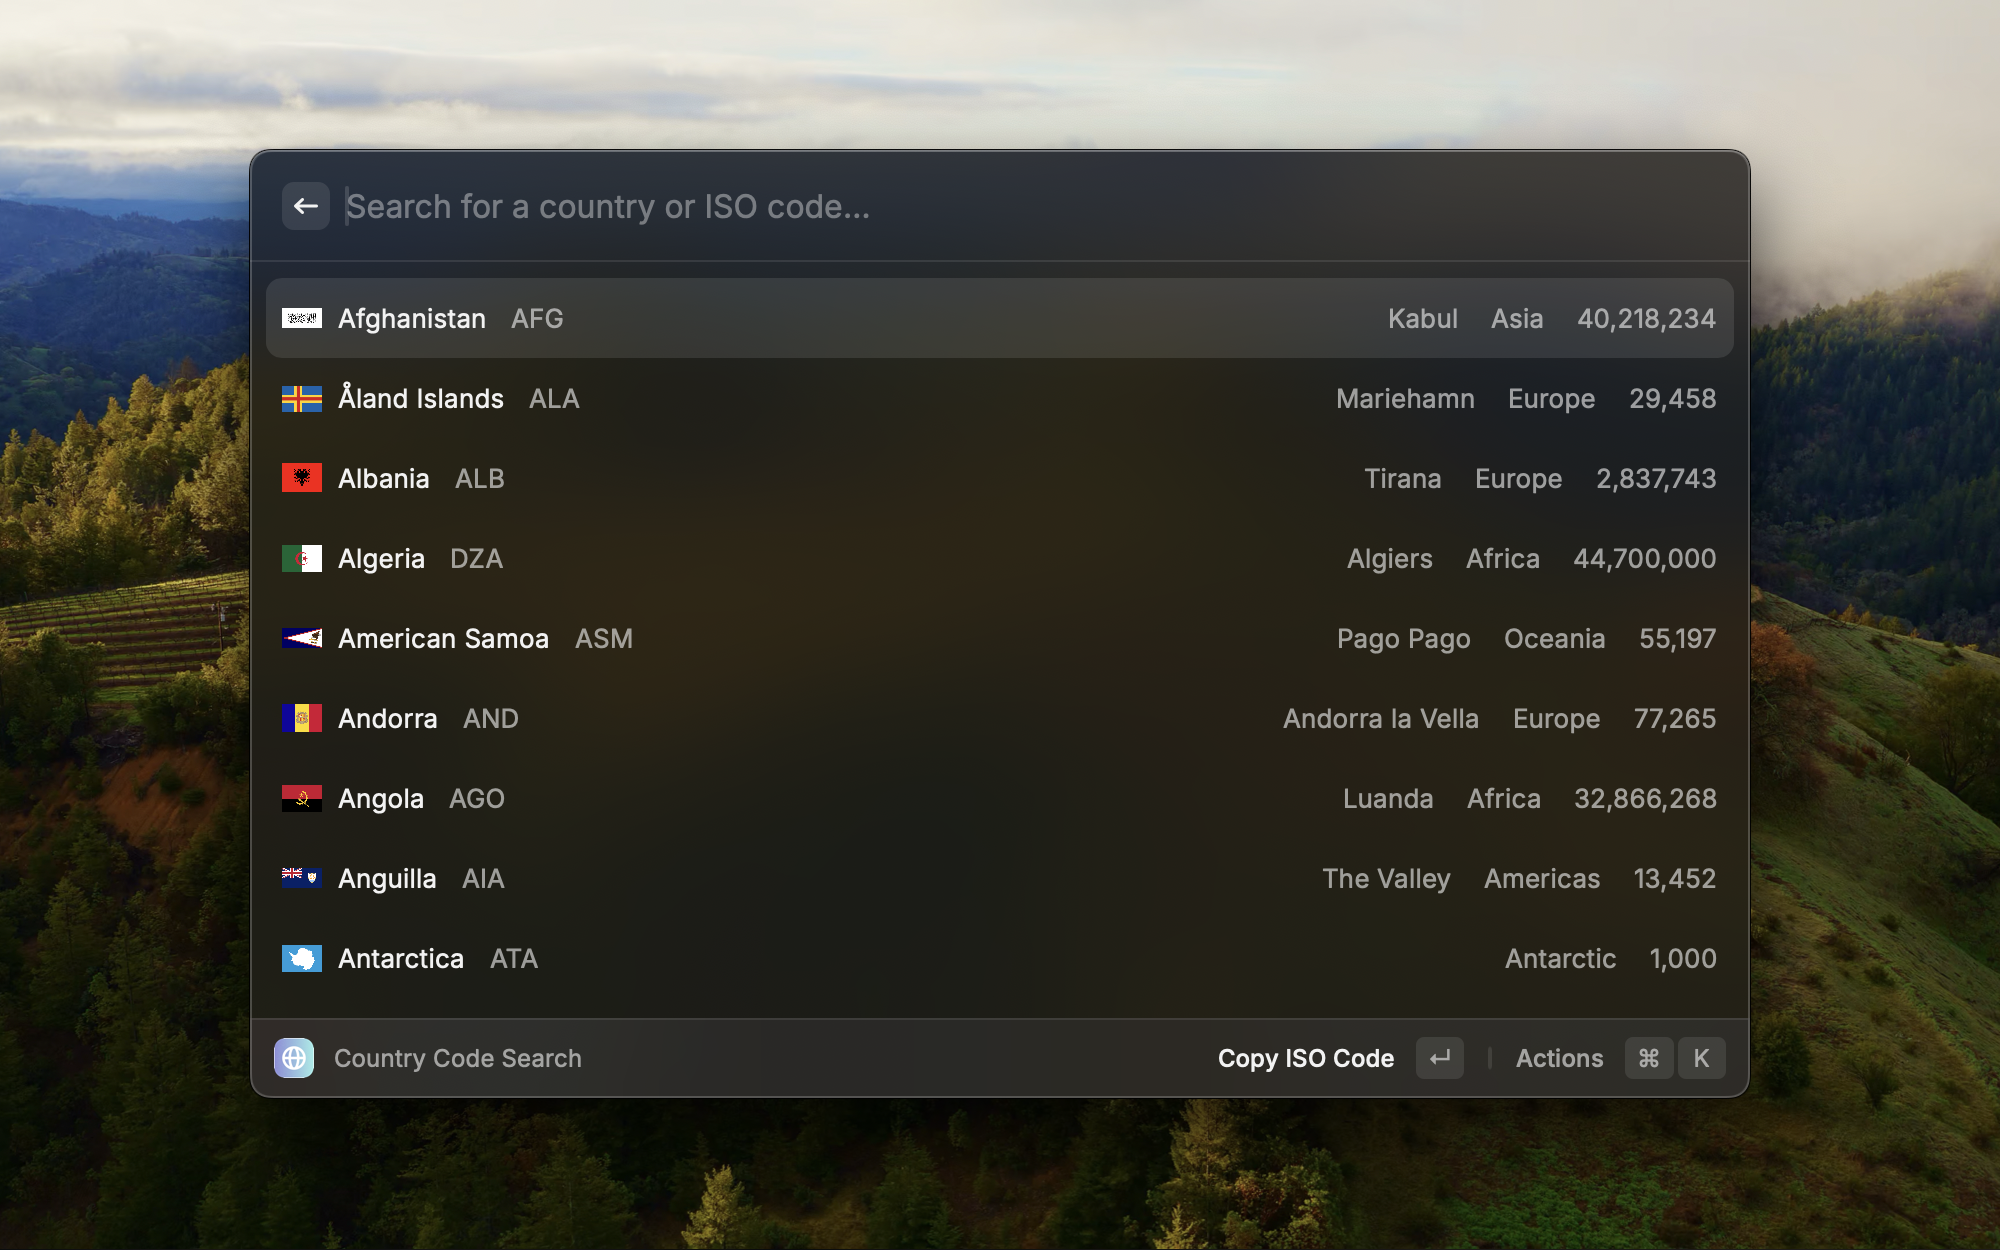 Search for a country or ISO code...
Afghanistan AFG Kabul Asia 40,218,234
Åland Islands ALA Mariehamn Europe 29,458
Albania ALB Tirana Europe 2,837,743
Algeria DZA Algiers Africa 44,700,000
American Samoa ASM Pago Pago Oceania 55,197
Andorra AND Andorra la Vella Europe 77,265
Angola AGO Luanda Africa 32,866,268
Anguilla AIA The Valley Americas 13,452
Antarctica ATA Antarctic 1,000
Country Code Search Copy ISO Code ↵ Actions ⌘ K